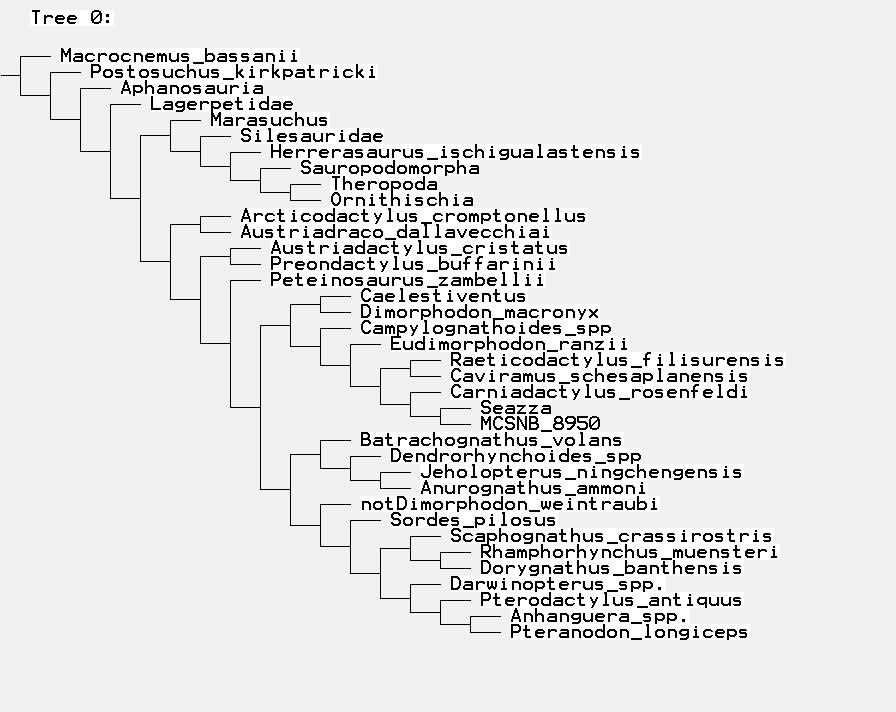 Tree 0:
Macrocnemus_bassanii
Postosuchus_kirkpatricki
Aphanosauria
Lagerpetidae
Marasuchus
Silesauridae
Herrerasaurus_ischigualastensis
Sauropodomorpha
Theropoda
Ornithischia
Arcticodactylus_cromptonellus
Austriadraco_dallavecchiai
Austriadactylus_cristatus
Preondactylus_buffarinii
Peteinosaurus_zambellii
Caelestiventus
Dimorphodon_macronyx
Campylognathoides_spp
Eudimorphodon_ranzii
Raeticodactylus_filisurensis
Caviramus_schesaplanensis
Carniadactylus_rosenfeldi
Seazza
MCSNB_8950
Batrachognathus_volans
Dendrorhynchoides_spp
Jeholopterus_ningchengensis
Anurognathus_ammoni
notDimorphodon_weintraubi
Sordes_pilosus
Scaphognathus_crassirostris
Rhamphorhynchus_muensteri
Dorygnathus_banthensis
Darwinopterus_spp.
Pterodactylus_antiquus
Anhanguera_spp.
Pteranodon_longiceps